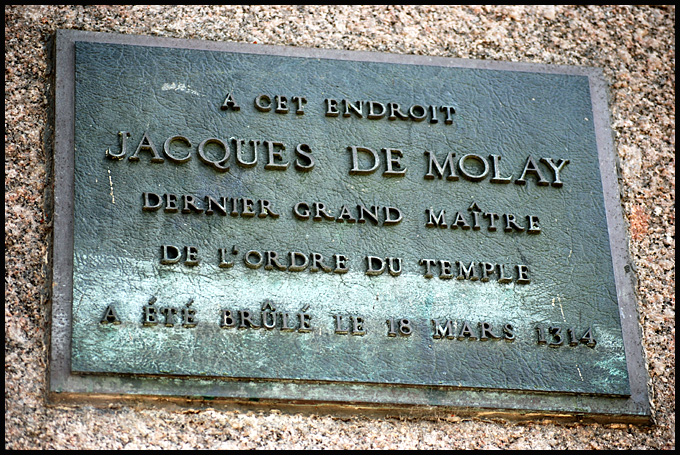 A CET ENDROIT
JACQUES DE MOLAY
DERNIER GRAND MAÎTRE
DE L'ORDRE DU TEMPLE
A ÉTÉ BRÛLÉ LE 18 MARS 1314